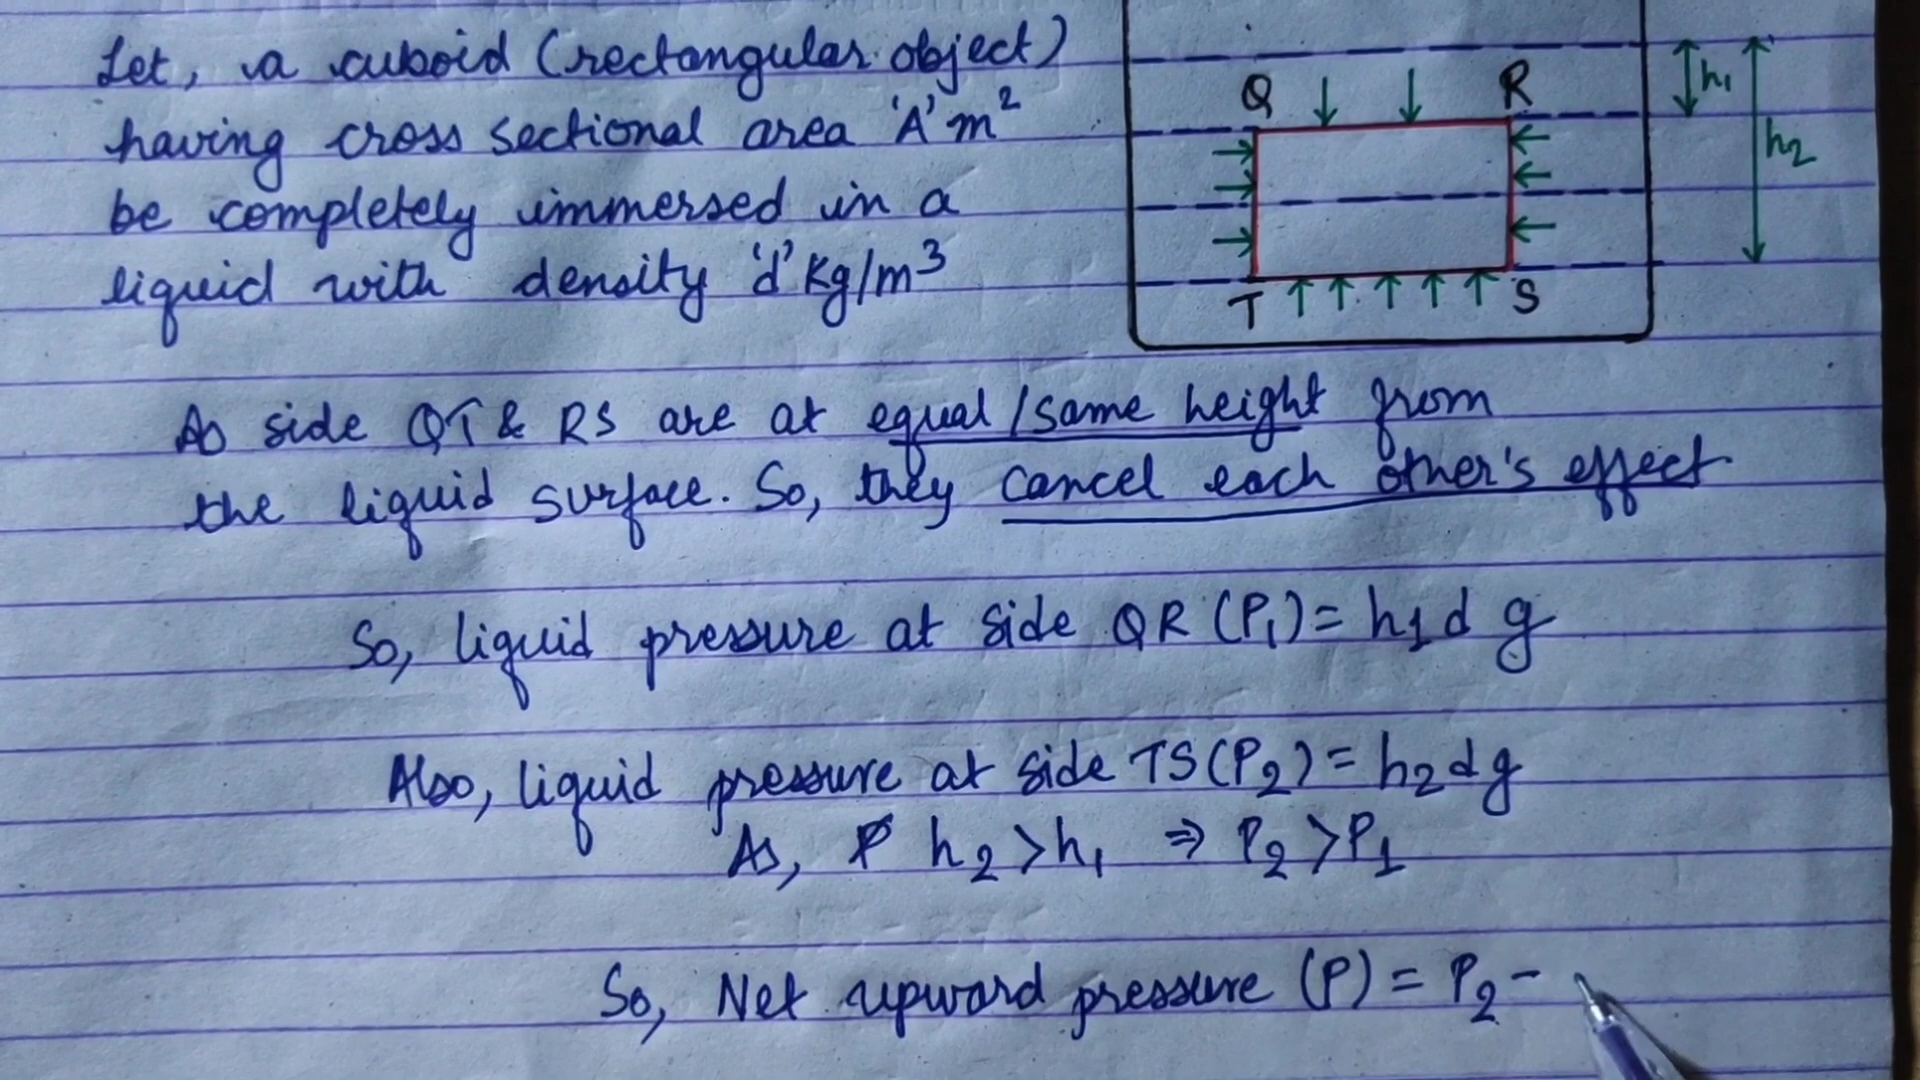 Let, a cuboid (rectangular object)
having cross sectional area 'A' m²
be completely immersed in a
liquid with density 'd' Kg/m³
Q R
T S
h₁
h₂
As side QT & RS are at equal/same height from
the liquid surface. So, they cancel each other's effect
So, liquid pressure at side QR (P₁) = h₁ d g
Also, liquid pressure at side TS (P₂) = h₂ d g
As, h₂ > h₁ ⇒ P₂ > P₁
So, Net upward pressure (P) = P₂ -